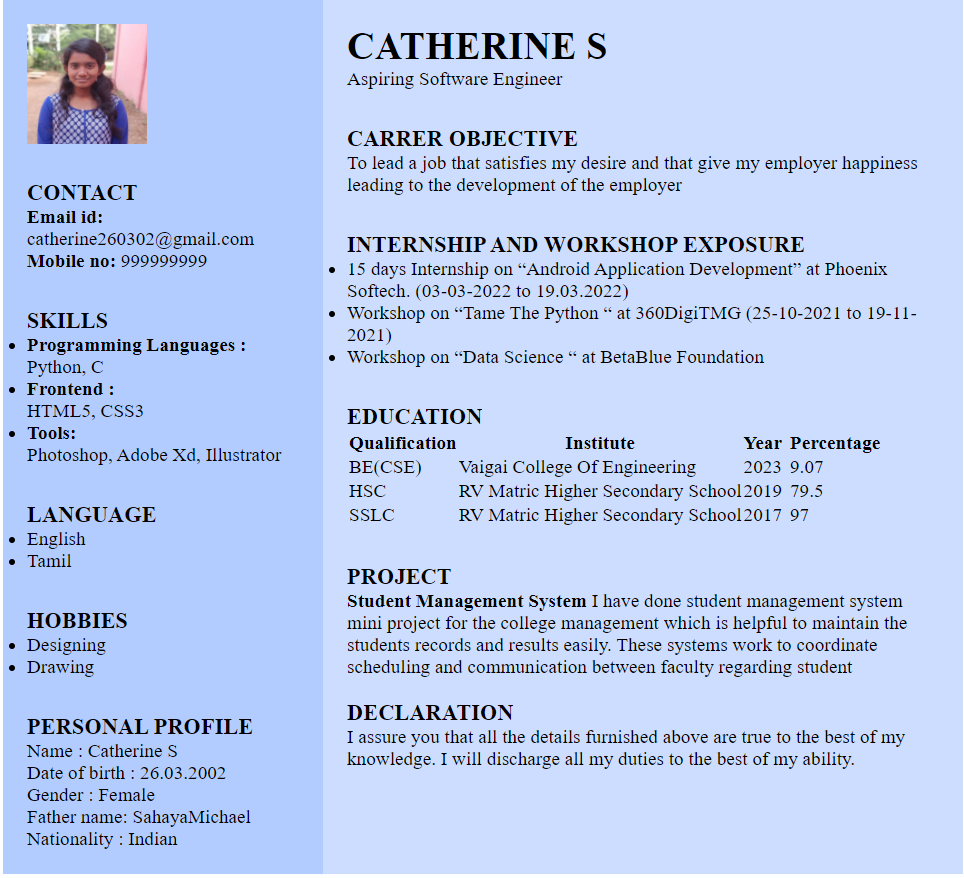 CONTACT
Email id:
catherine260302@gmail.com
Mobile no: 999999999
SKILLS
Programming Languages :
Python, C
Frontend :
HTML5, CSS3
Tools:
Photoshop, Adobe Xd, Illustrator
LANGUAGE
English
Tamil
HOBBIES
Designing
Drawing
PERSONAL PROFILE
Name : Catherine S
Date of birth : 26.03.2002
Gender : Female
Father name: SahayaMichael
Nationality : Indian
CATHERINE S
Aspiring Software Engineer
CARRER OBJECTIVE
To lead a job that satisfies my desire and that give my employer happiness
leading to the development of the employer
INTERNSHIP AND WORKSHOP EXPOSURE
15 days Internship on “Android Application Development” at Phoenix
Softech. (03-03-2022 to 19.03.2022)
Workshop on “Tame The Python “ at 360DigiTMG (25-10-2021 to 19-11-
2021)
Workshop on “Data Science “ at BetaBlue Foundation
EDUCATION
Qualification Institute Year Percentage
BE(CSE) Vaigai College Of Engineering 2023 9.07
HSC RV Matric Higher Secondary School 2019 79.5
SSLC RV Matric Higher Secondary School 2017 97
PROJECT
Student Management System I have done student management system
mini project for the college management which is helpful to maintain the
students records and results easily. These systems work to coordinate
scheduling and communication between faculty regarding student
DECLARATION
I assure you that all the details furnished above are true to the best of my
knowledge. I will discharge all my duties to the best of my ability.